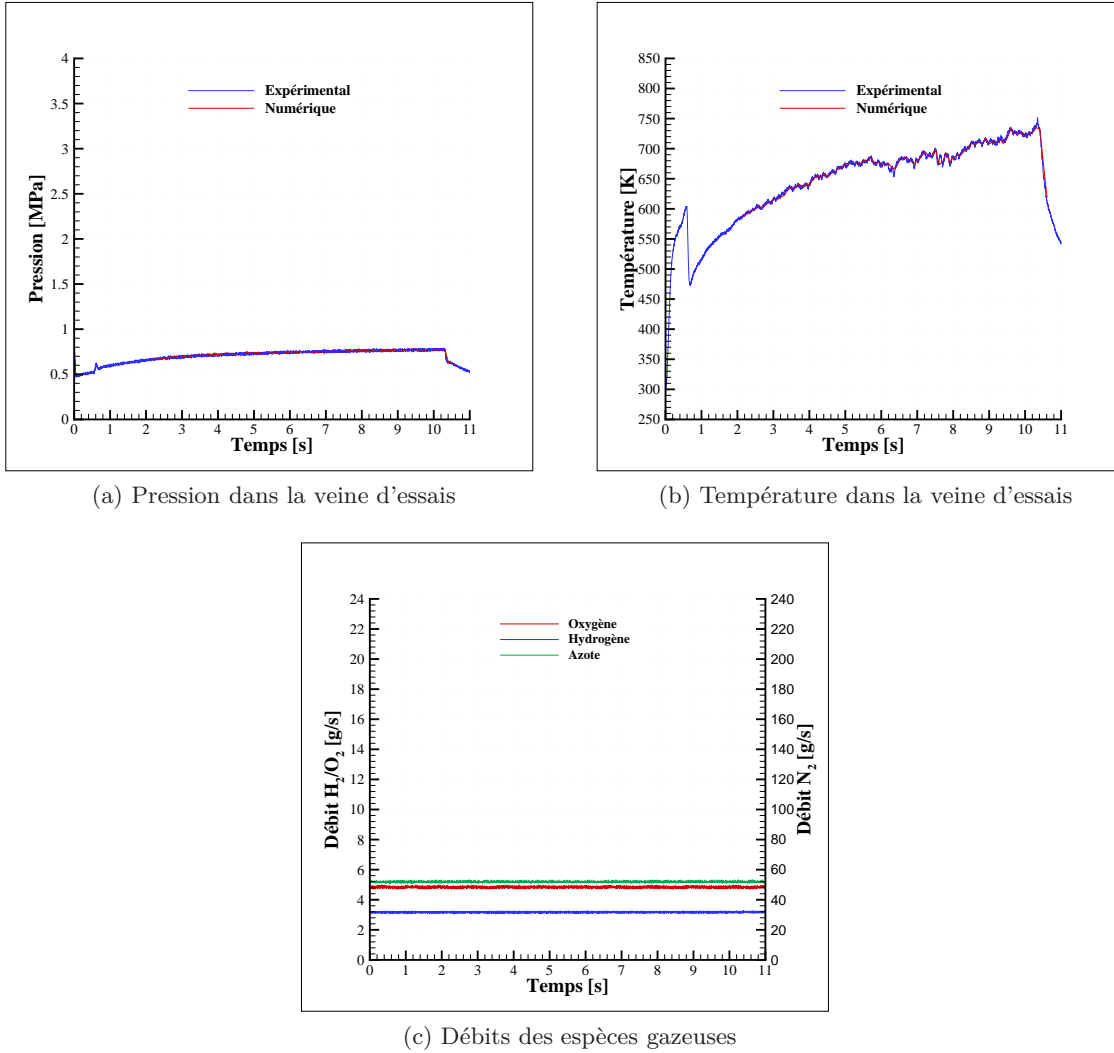 4
3.5
3
2.5
2
1.5
1
0.5
0
Pression [MPa]
Expérimental
Numérique
0 1 2 3 4 5 6 7 8 9 10 11
Temps [s]
(a) Pression dans la veine d'essais
850
800
750
700
650
600
550
500
450
400
350
300
250
Température [K]
Expérimental
Numérique
0 1 2 3 4 5 6 7 8 9 10 11
Temps [s]
(b) Température dans la veine d'essais
24
22
20
18
16
14
12
10
8
6
4
2
0
Débit H₂/O₂ [g/s]
Oxygène
Hydrogène
Azote
240
220
200
180
160
140
120
100
80
60
40
20
0
Débit N₂ [g/s]
0 1 2 3 4 5 6 7 8 9 10 11
Temps [s]
(c) Débits des espèces gazeuses